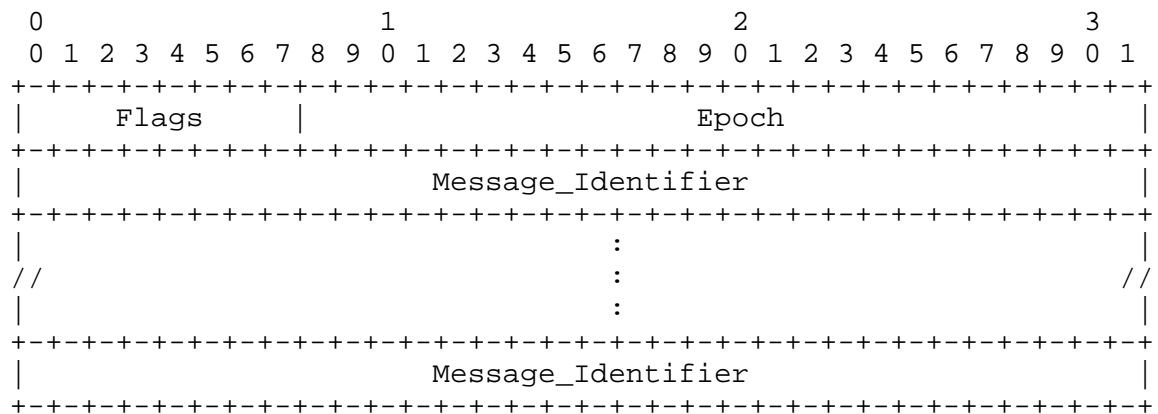 0                   1                   2                   3
 0 1 2 3 4 5 6 7 8 9 0 1 2 3 4 5 6 7 8 9 0 1 2 3 4 5 6 7 8 9 0 1
+-+-+-+-+-+-+-+-+-+-+-+-+-+-+-+-+-+-+-+-+-+-+-+-+-+-+-+-+-+-+-+-+
|     Flags     |                      Epoch                    |
+-+-+-+-+-+-+-+-+-+-+-+-+-+-+-+-+-+-+-+-+-+-+-+-+-+-+-+-+-+-+-+-+
|                       Message_Identifier                      |
+-+-+-+-+-+-+-+-+-+-+-+-+-+-+-+-+-+-+-+-+-+-+-+-+-+-+-+-+-+-+-+-+
|                                 :                             |
//                                :                            //
|                                 :                             |
+-+-+-+-+-+-+-+-+-+-+-+-+-+-+-+-+-+-+-+-+-+-+-+-+-+-+-+-+-+-+-+-+
|                       Message_Identifier                      |
+-+-+-+-+-+-+-+-+-+-+-+-+-+-+-+-+-+-+-+-+-+-+-+-+-+-+-+-+-+-+-+-+